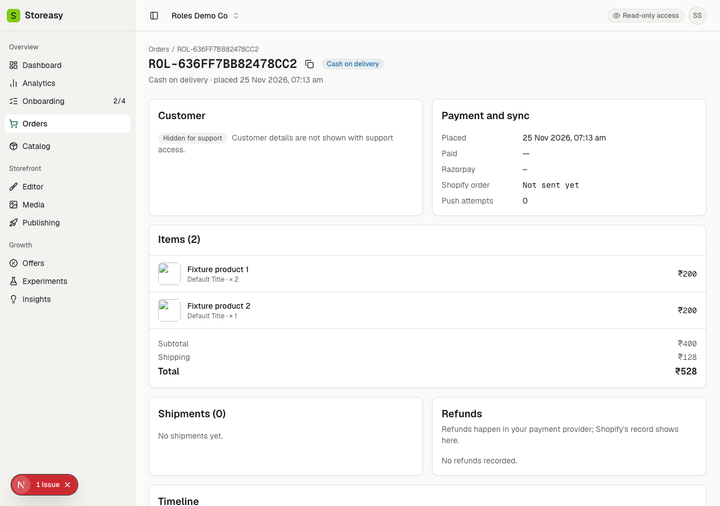 Storeasy
Roles Demo Co
Read-only access
SS
Overview
Dashboard
Analytics
Onboarding 2/4
Orders
Catalog
Storefront
Editor
Media
Publishing
Growth
Offers
Experiments
Insights
N 1 Issue
Orders / ROL-636FF7BB82478CC2
ROL-636FF7BB82478CC2 Cash on delivery
Cash on delivery · placed 25 Nov 2026, 07:13 am
Customer
Hidden for support Customer details are not shown with support
access.
Payment and sync
Placed 25 Nov 2026, 07:13 am
Paid —
Razorpay –
Shopify order Not sent yet
Push attempts 0
Items (2)
Fixture product 1
Default Title · × 2
₹200
Fixture product 2
Default Title · × 1
₹200
Subtotal ₹400
Shipping ₹128
Total ₹528
Shipments (0)
No shipments yet.
Refunds
Refunds happen in your payment provider; Shopify's record shows
here.
No refunds recorded.
Timeline